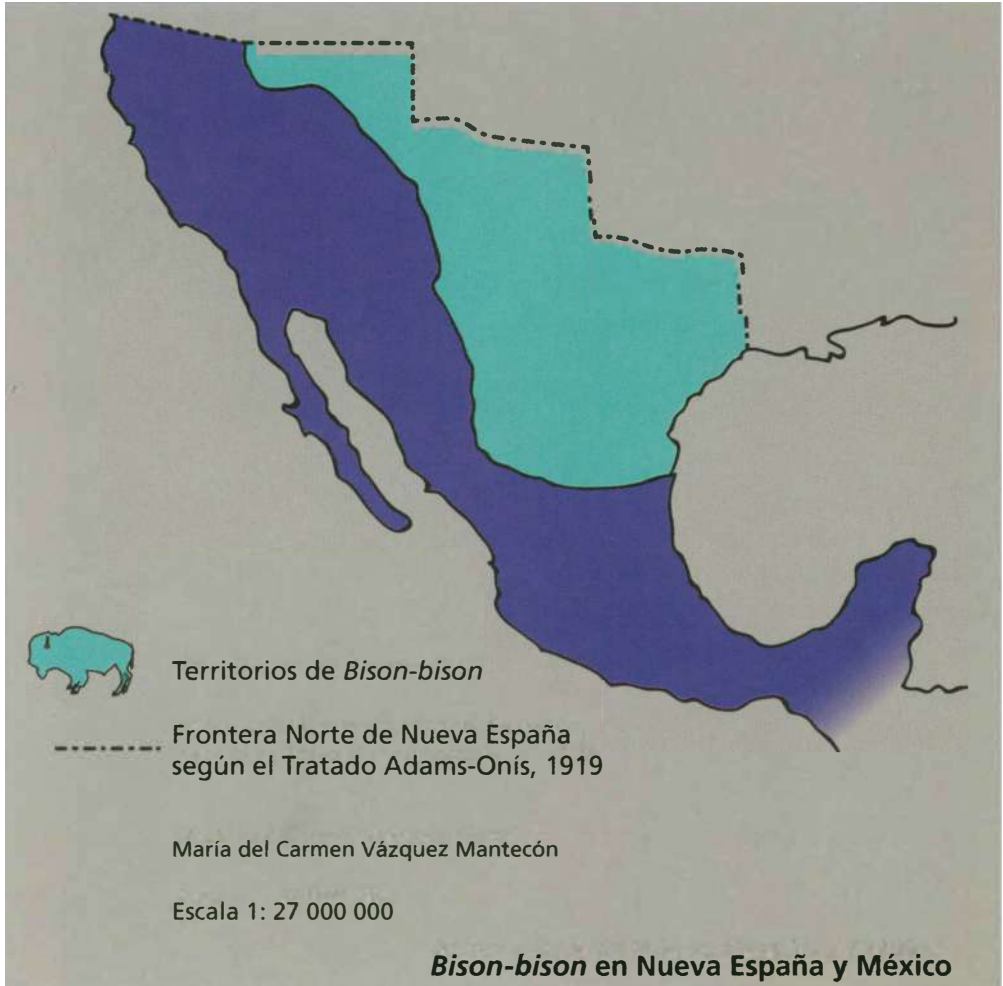 Territorios de Bison-bison
Frontera Norte de Nueva España
según el Tratado Adams-Onís, 1919
María del Carmen Vázquez Mantecón
Escala 1: 27 000 000
Bison-bison en Nueva España y México